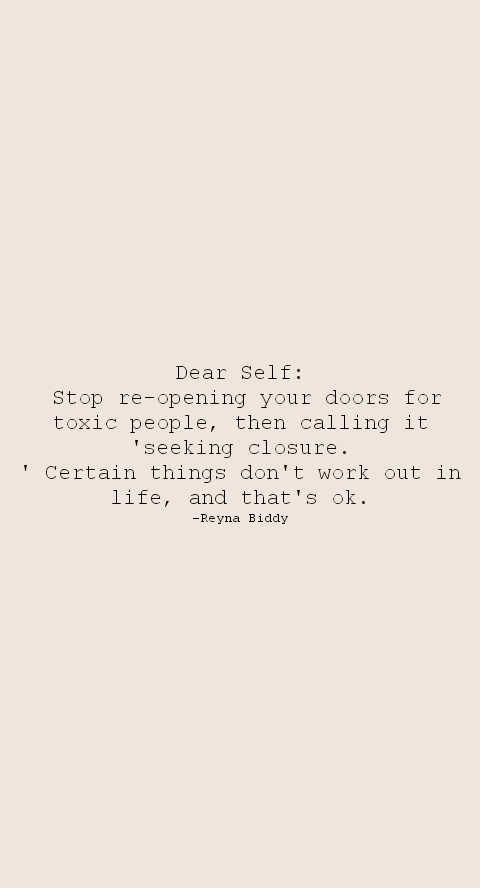 Dear Self:
Stop re-opening your doors for
toxic people, then calling it
'seeking closure.
' Certain things don't work out in
life, and that's ok.
-Reyna Biddy